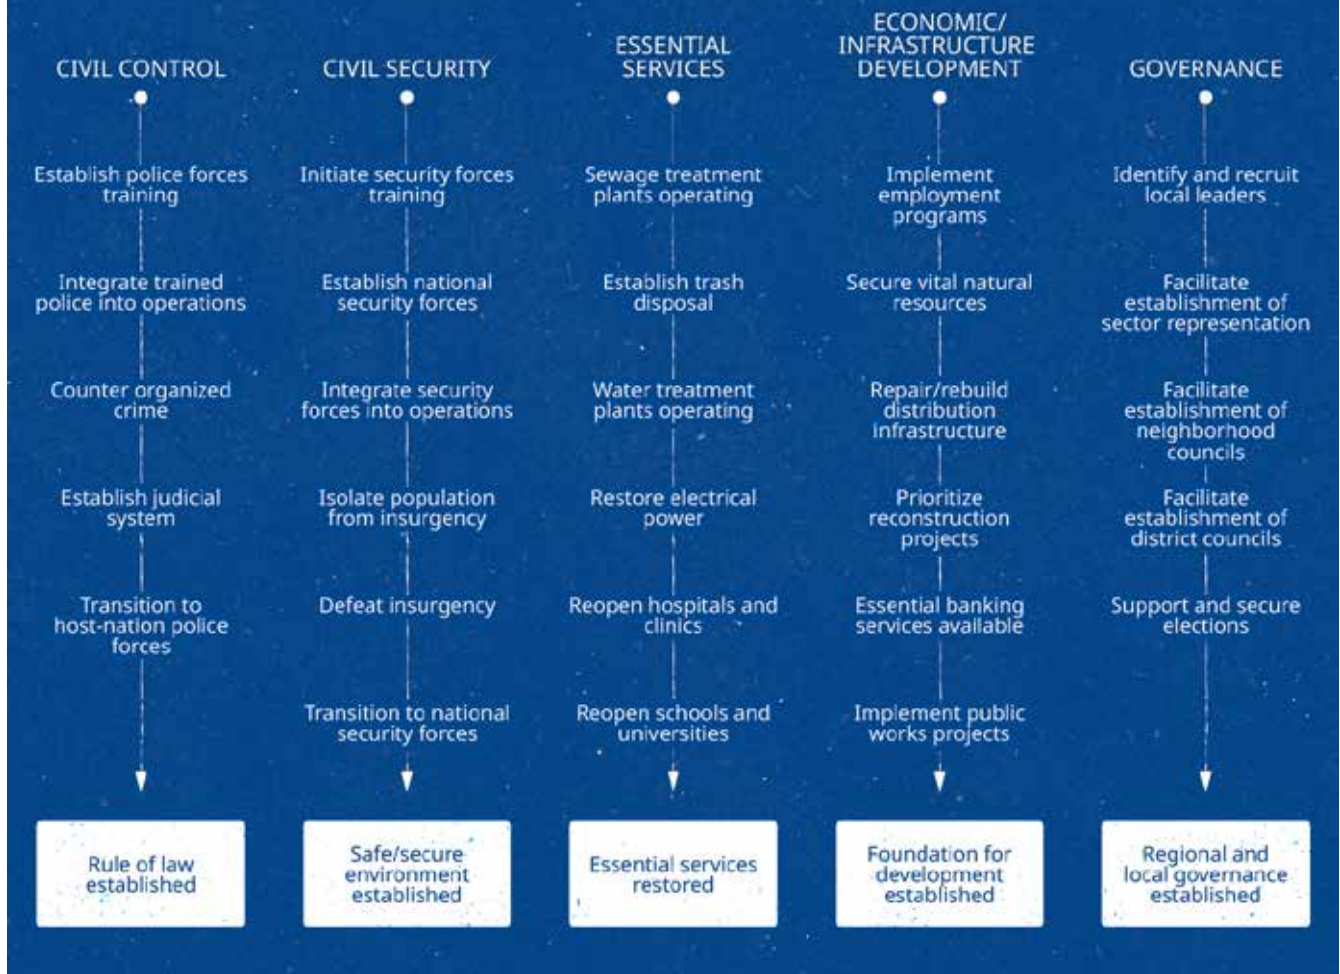 CIVIL CONTROL
Establish police forces
training
Integrate trained
police into operations
Counter organized
crime
Establish judicial
system
Transition to
host-nation police
forces
Rule of law
established
CIVIL SECURITY
Initiate security forces
training
Establish national
security forces
Integrate security
forces into operations
Isolate population
from insurgency
Defeat insurgency
Transition to national
security forces
Safe/secure
environment
established
ESSENTIAL
SERVICES
Sewage treatment
plants operating
Establish trash
disposal
Water treatment
plants operating
Restore electrical
power
Reopen hospitals and
clinics
Reopen schools and
universities
Essential services
restored
ECONOMIC/
INFRASTRUCTURE
DEVELOPMENT
Implement
employment
programs
Secure vital natural
resources
Repair/rebuild
distribution
infrastructure
Prioritize
reconstruction
projects
Essential banking
services available
Implement public
works projects
Foundation for
development
established
GOVERNANCE
Identify and recruit
local leaders
Facilitate
establishment of
sector representation
Facilitate
establishment of
neighborhood
councils
Facilitate
establishment of
district councils
Support and secure
elections
Regional and
local governance
established